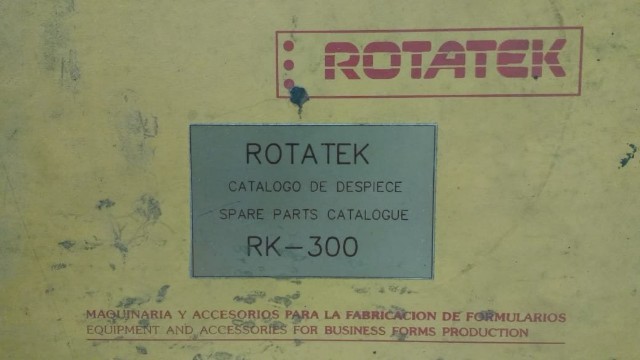 ROTATEK
ROTATEK
CATALOGO DE DESPIECE
SPARE PARTS CATALOGUE
RK-300
MAQUINARIA Y ACCESORIOS PARA LA FABRICACION DE FORMULARIOS
EQUIPMENT AND ACCESSORIES FOR BUSINESS FORMS PRODUCTION